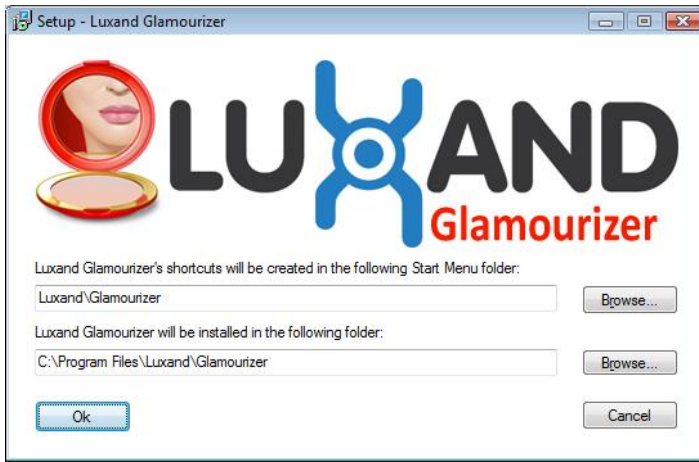 Setup - Luxand Glamourizer
LUXAND
Glamourizer
Luxand Glamourizer's shortcuts will be created in the following Start Menu folder:
Luxand\Glamourizer
Browse...
Luxand Glamourizer will be installed in the following folder:
C:\Program Files\Luxand\Glamourizer
Browse...
Ok
Cancel